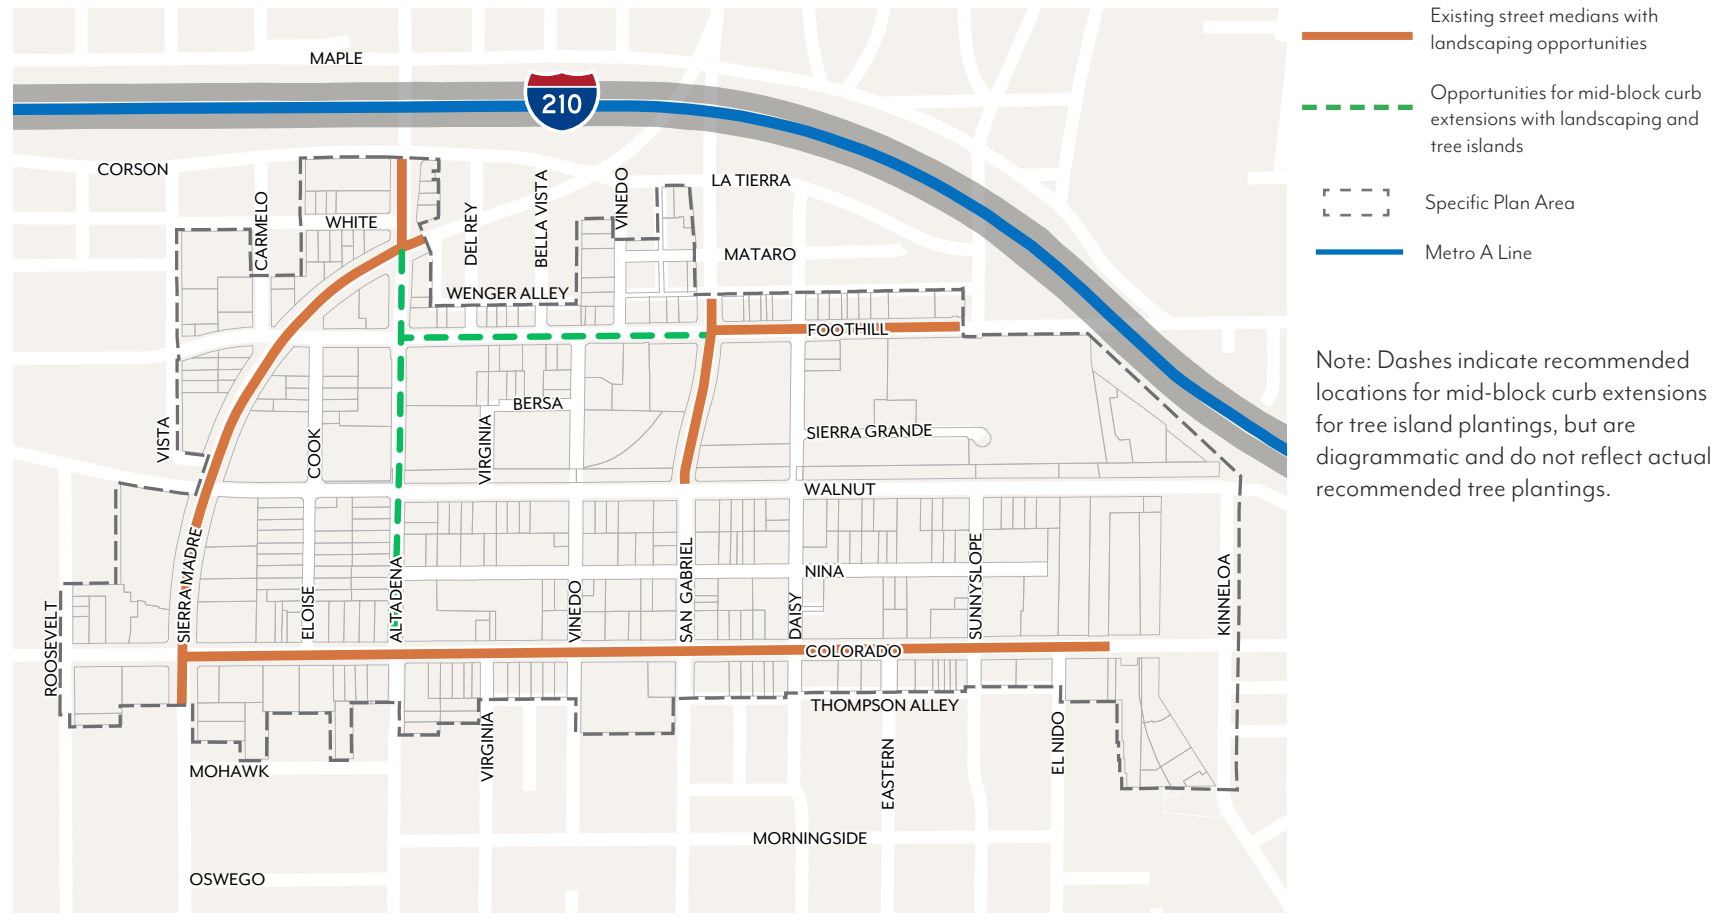 MAPLE
210
CORSON
CARMELO
WHITE
DEL REY
BELLA VISTA
VINEDO
LA TIERRA
MATARO
WENGER ALLEY
FOOTHILL
VISTA
COOK
VIRGINIA
BERSA
SIERRA GRANDE
WALNUT
ROOSEVELT
SIERRA MADRE
ELOISE
ALTADENA
VINEDO
SAN GABRIEL
NINA
DAISY
SUNNYSLOPE
KINNELOA
COLORADO
THOMPSON ALLEY
VIRGINIA
EASTERN
EL NIDO
MOHAWK
MORNINGSIDE
OSWEGO
Existing street medians with
landscaping opportunities
Opportunities for mid-block curb
extensions with landscaping and
tree islands
Specific Plan Area
Metro A Line
Note: Dashes indicate recommended
locations for mid-block curb extensions
for tree island plantings, but are
diagrammatic and do not reflect actual
recommended tree plantings.